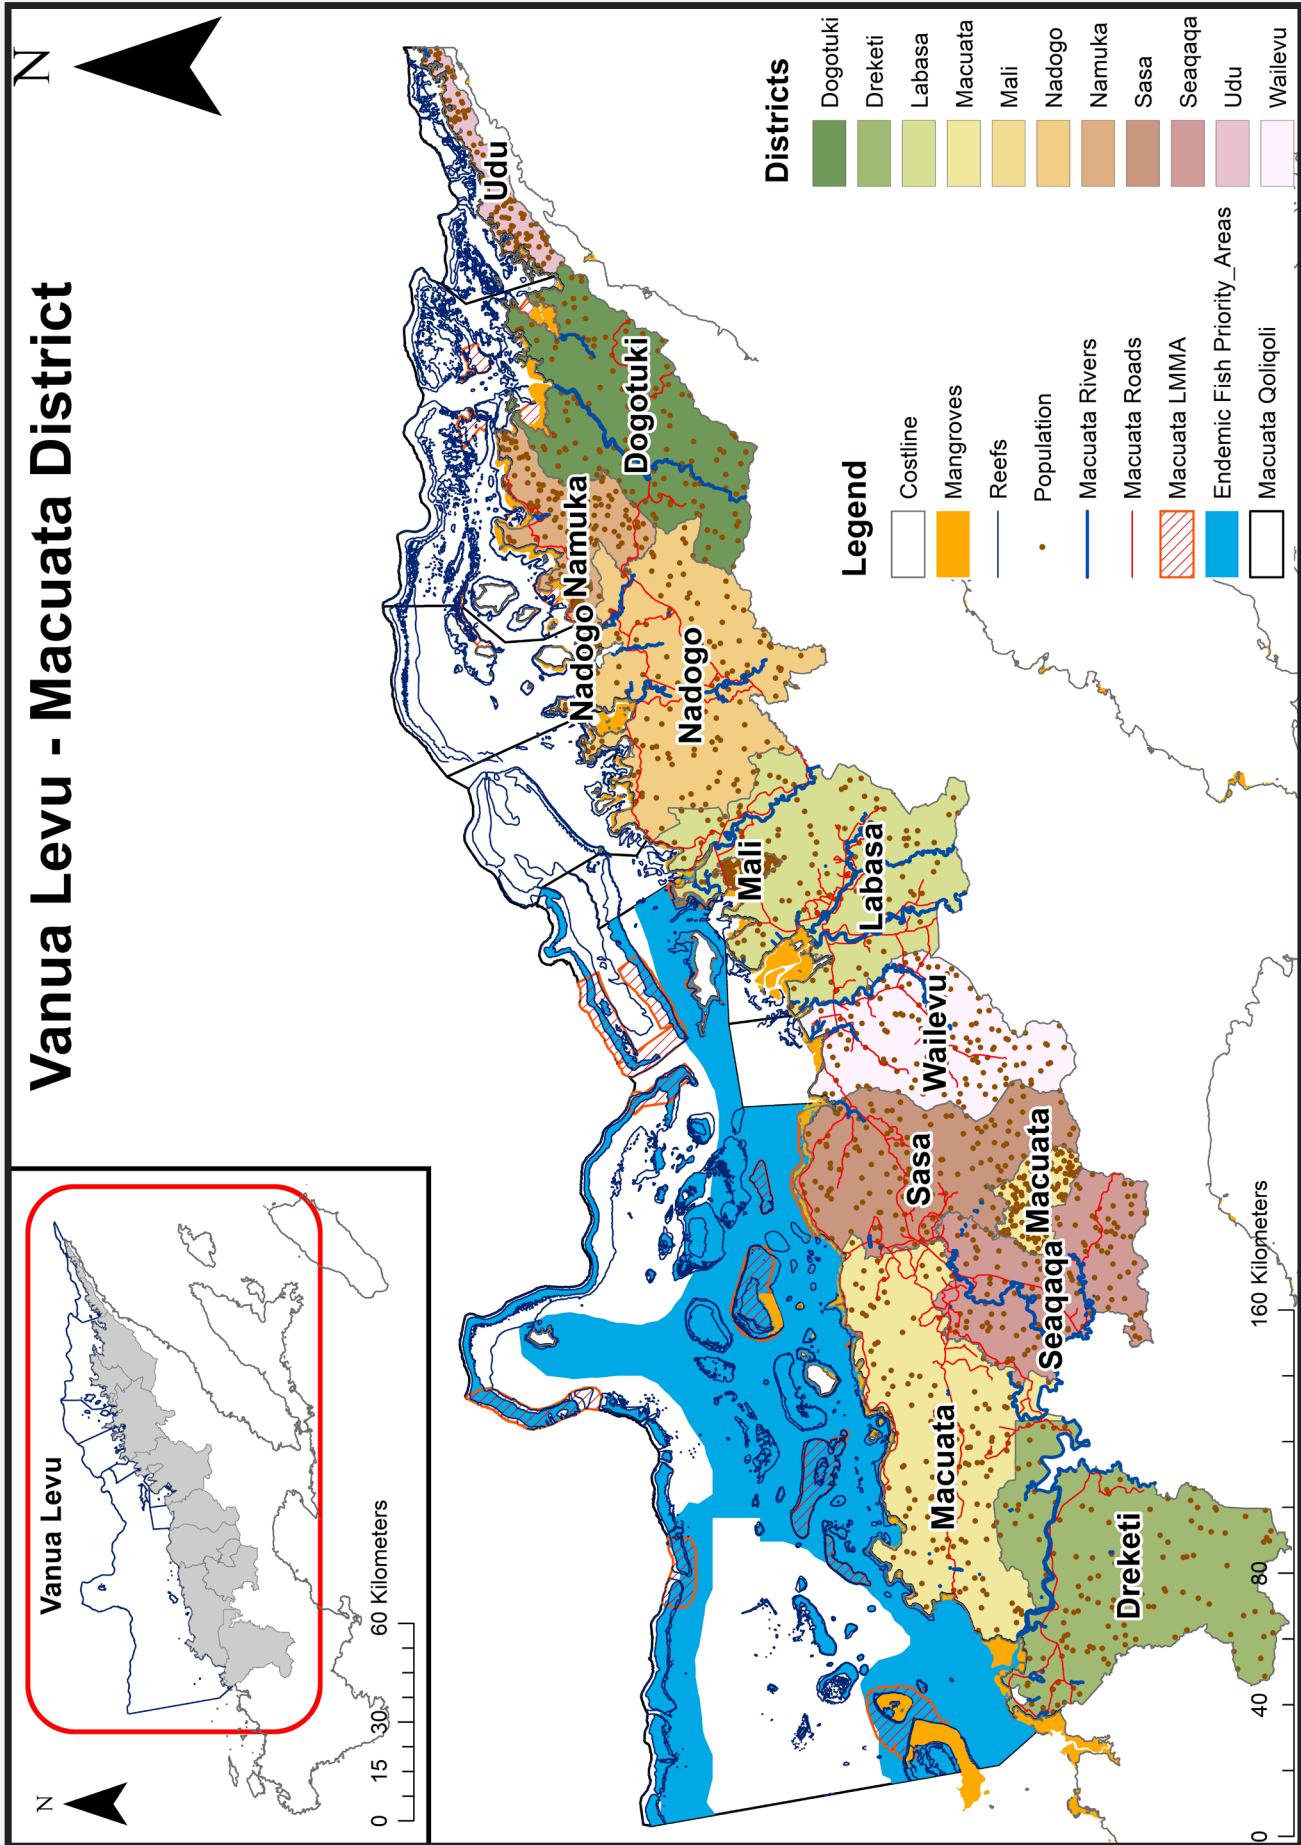 Vanua Levu - Macuata District
N
Vanua Levu
N
0 15 30 60 Kilometers
Udu
Dogotuki
Namuka
Nadogo
Nadogo
Mali
Labasa
Wailevu
Sasa
Macuata
Seaqaqa
Macuata
Dreketi
0 40 80 160 Kilometers
Legend
Costline
Mangroves
Reefs
Population
Macuata Rivers
Macuata Roads
Macuata LMMA
Endemic Fish Priority_Areas
Macuata Qoliqoli
Districts
Dogotuki
Dreketi
Labasa
Macuata
Mali
Nadogo
Namuka
Sasa
Seaqaqa
Udu
Wailevu